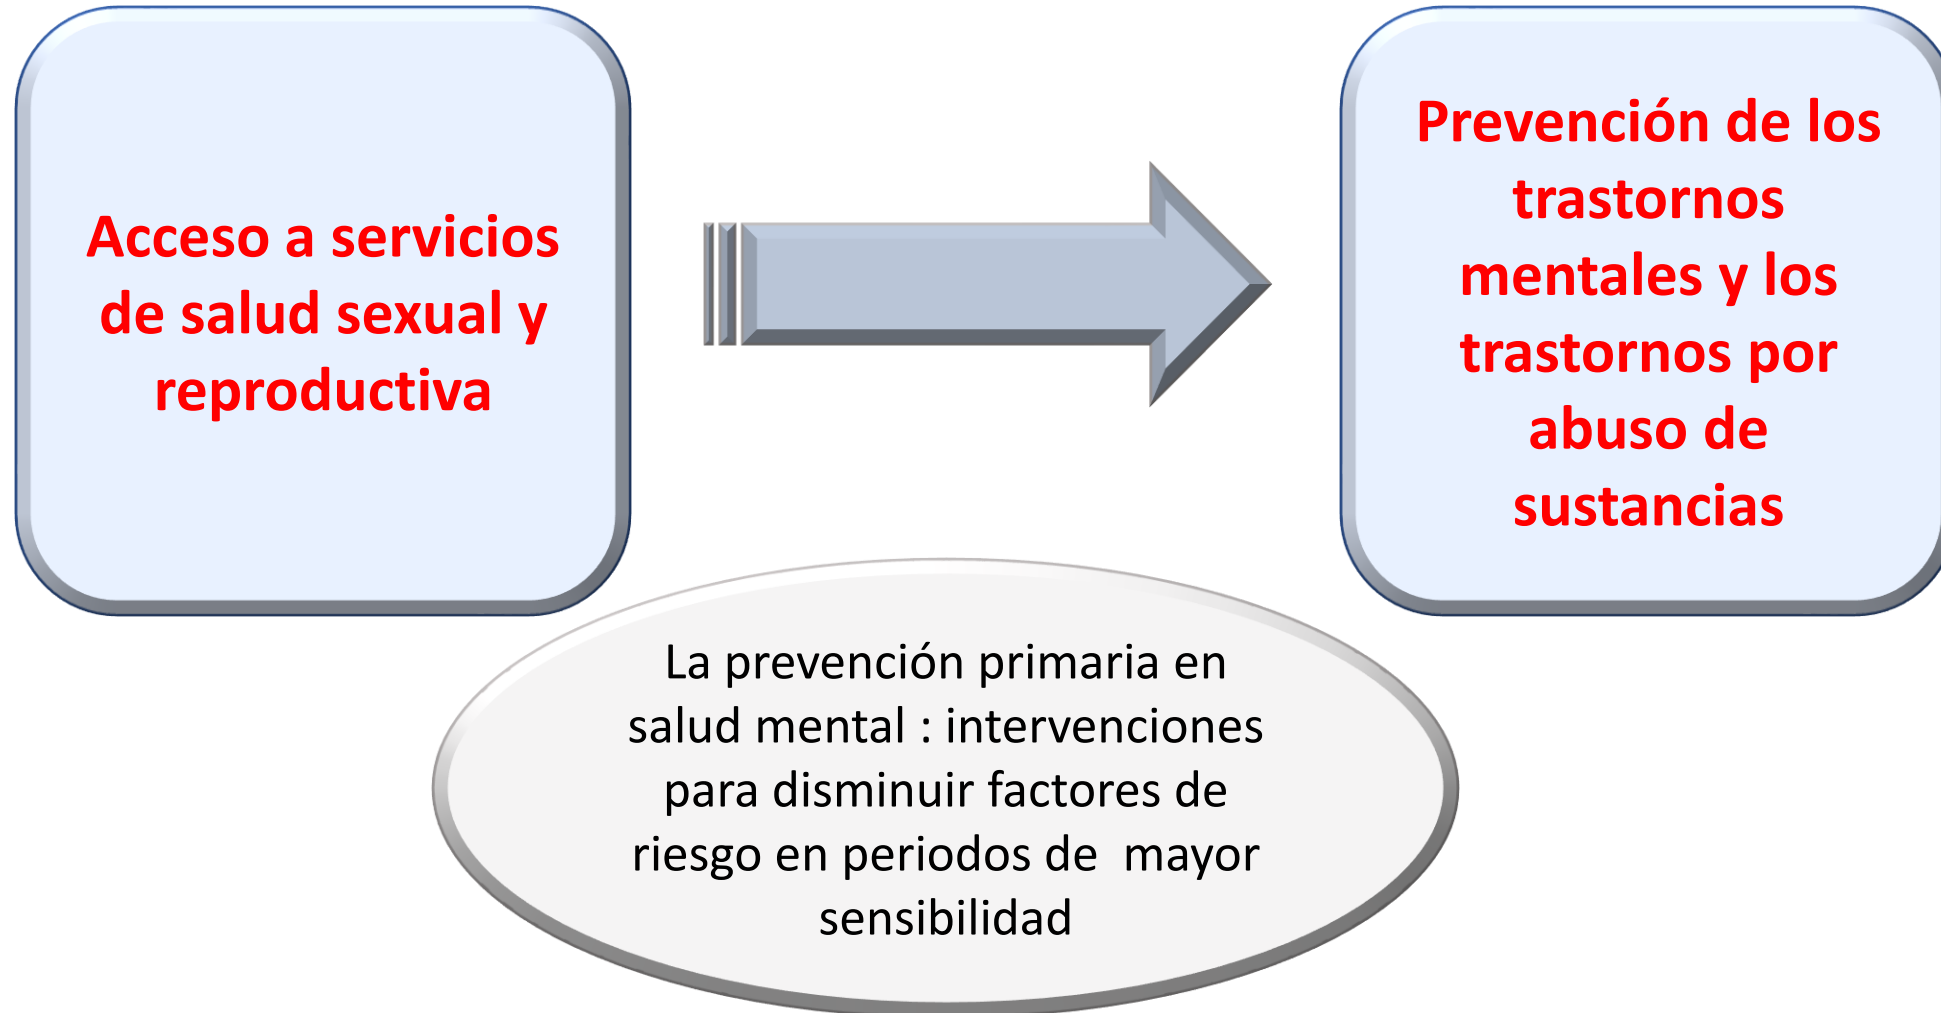 Acceso a servicios
de salud sexual y
reproductiva
Prevención de los
trastornos
mentales y los
trastornos por
abuso de
sustancias
La prevención primaria en
salud mental : intervenciones
para disminuir factores de
riesgo en periodos de  mayor
sensibilidad